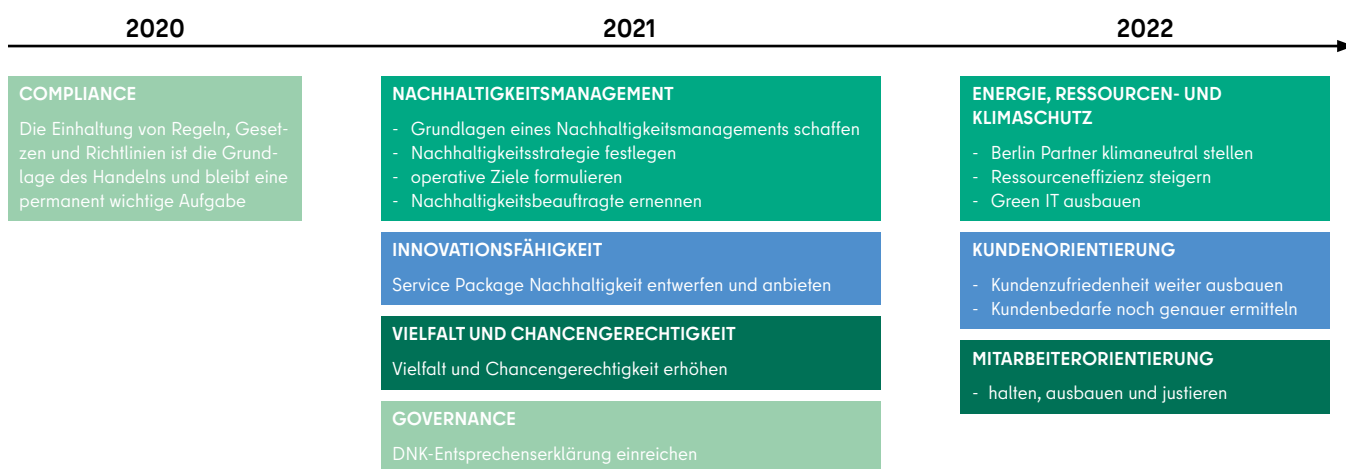 2020
2021
2022
COMPLIANCE
Die Einhaltung von Regeln, Geset-
zen und Richtlinien ist die Grund-
lage des Handelns und bleibt eine
permanent wichtige Aufgabe
NACHHALTIGKEITSMANAGEMENT
- Grundlagen eines Nachhaltigkeitsmanagements schaffen
- Nachhaltigkeitsstrategie festlegen
- operative Ziele formulieren
- Nachhaltigkeitsbeauftragte ernennen
INNOVATIONSFÄHIGKEIT
Service Package Nachhaltigkeit entwerfen und anbieten
VIELFALT UND CHANCENGERECHTIGKEIT
Vielfalt und Chancengerechtigkeit erhöhen
GOVERNANCE
DNK-Entsprechenserklärung einreichen
ENERGIE, RESSOURCEN- UND
KLIMASCHUTZ
- Berlin Partner klimaneutral stellen
- Ressourceneffizienz steigern
- Green IT ausbauen
KUNDENORIENTIERUNG
- Kundenzufriedenheit weiter ausbauen
- Kundenbedarfe noch genauer ermitteln
MITARBEITERORIENTIERUNG
- halten, ausbauen und justieren